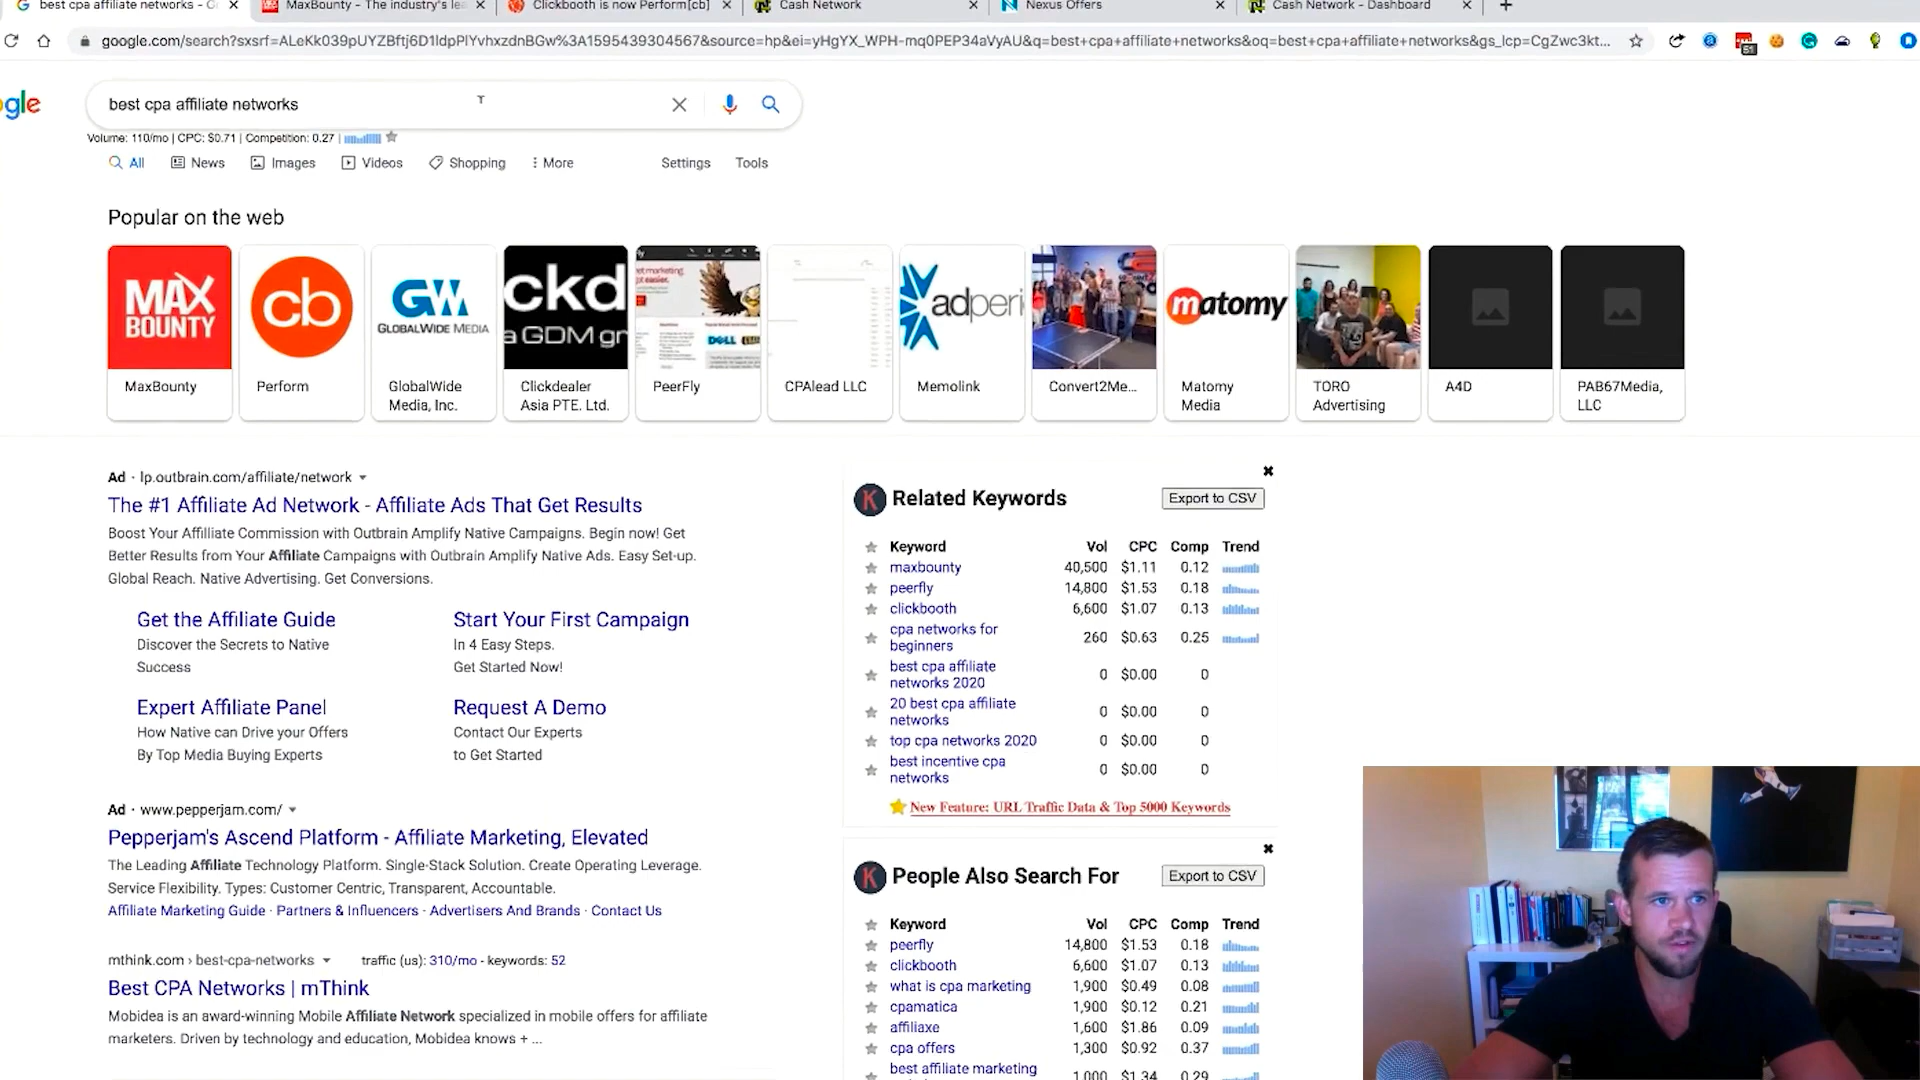 best cpa affiliate networks - G
MaxBounty - The industry's lea
Clickbooth is now Perform[cb]
Cash Network
Nexus Offers
Cash Network - Dashboard
google.com/search?sxsrf=ALeKk039pUYZBftj6D1ldpPlYvhxzdnBGw%3A1595439304567&source=hp&ei=yHgYX_WPH-mq0PEP34aVyAU&q=best+cpa+affiliate+networks&oq=best+cpa+affiliate+networks&gs_lcp=CgZwc3kt...
51
gle
best cpa affiliate networks
Volume: 110/mo | CPC: $0.71 | Competition: 0.27 |
All News Images Videos Shopping More Settings Tools
Popular on the web
MAX BOUNTY
cb
GW
GLOBALWIDE MEDIA
ckd
a GDM gr
DELL
adperi
matomy
MaxBounty
Perform
GlobalWide Media, Inc.
Clickdealer Asia PTE. Ltd.
PeerFly
CPAlead LLC
Memolink
Convert2Me...
Matomy Media
TORO Advertising
A4D
PAB67Media, LLC
Ad · lp.outbrain.com/affiliate/network
The #1 Affiliate Ad Network - Affiliate Ads That Get Results
Boost Your Affiliate Commission with Outbrain Amplify Native Campaigns. Begin now! Get
Better Results from Your Affiliate Campaigns with Outbrain Amplify Native Ads. Easy Set-up.
Global Reach. Native Advertising. Get Conversions.
Get the Affiliate Guide
Discover the Secrets to Native
Success
Start Your First Campaign
In 4 Easy Steps.
Get Started Now!
Expert Affiliate Panel
How Native can Drive your Offers
By Top Media Buying Experts
Request A Demo
Contact Our Experts
to Get Started
Ad · www.pepperjam.com/
Pepperjam's Ascend Platform - Affiliate Marketing, Elevated
The Leading Affiliate Technology Platform. Single-Stack Solution. Create Operating Leverage.
Service Flexibility. Types: Customer Centric, Transparent, Accountable.
Affiliate Marketing Guide · Partners & Influencers · Advertisers And Brands · Contact Us
mthink.com › best-cpa-networks traffic (us): 310/mo - keywords: 52
Best CPA Networks | mThink
Mobidea is an award-winning Mobile Affiliate Network specialized in mobile offers for affiliate
marketers. Driven by technology and education, Mobidea knows + ...
K Related Keywords Export to CSV
Keyword Vol CPC Comp Trend
maxbounty 40,500 $1.11 0.12
peerfly 14,800 $1.53 0.18
clickbooth 6,600 $1.07 0.13
cpa networks for
beginners 260 $0.63 0.25
best cpa affiliate
networks 2020 0 $0.00 0
20 best cpa affiliate
networks 0 $0.00 0
top cpa networks 2020 0 $0.00 0
best incentive cpa
networks 0 $0.00 0
New Feature: URL Traffic Data & Top 5000 Keywords
K People Also Search For Export to CSV
Keyword Vol CPC Comp Trend
peerfly 14,800 $1.53 0.18
clickbooth 6,600 $1.07 0.13
what is cpa marketing 1,900 $0.49 0.08
cpamatica 1,900 $0.12 0.21
affiliaxe 1,600 $1.86 0.09
cpa offers 1,300 $0.92 0.37
best affiliate marketing 1,000 $1.34 0.29